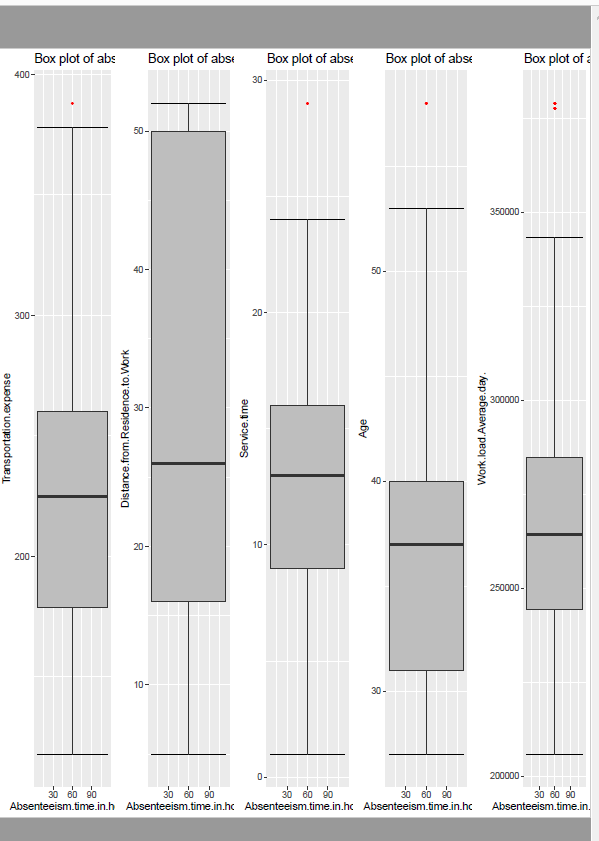 Box plot of abs
Box plot of abse
Box plot of abse
Box plot of abse
Box plot of a
400
300
200
Transportation.expense
30
60
90
Absenteeism.time.in.h
50
40
30
20
10
Distance.from.Residence.to.Work
30
60
90
Absenteeism.time.in.ho
30
20
10
0
Service.time
30
60
90
Absenteeism.time.in.ho
50
40
30
Age
30
60
90
Absenteeism.time.in.ho
350000
300000
250000
200000
Work.load.Average.day.
30
60
90
Absenteeism.time.in.